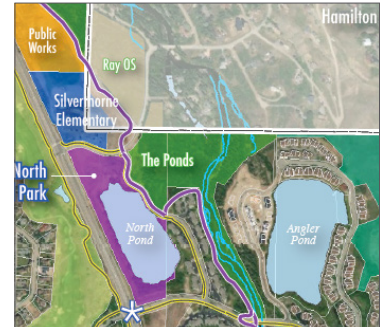 Hamilton
Public
Works
Ray OS
Silverthorne
Elementary
The Ponds
North
Park
North
Pond
Angler
Pond